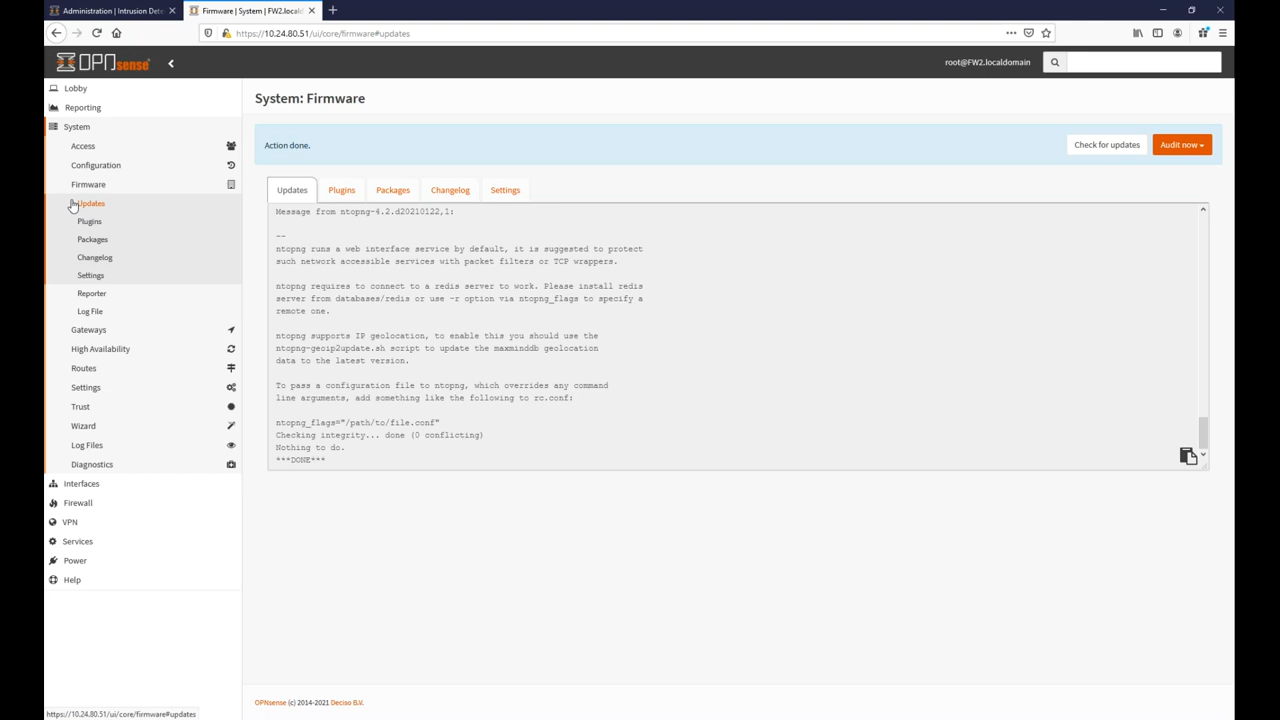 Administration | Intrusion Dete
Firmware | System | FW2.locald
https://10.24.80.51/ui/core/firmware#updates
OPNsense
root@FW2.localdomain
Lobby
Reporting
System
Access
Configuration
Firmware
Updates
Plugins
Packages
Changelog
Settings
Reporter
Log File
Gateways
High Availability
Routes
Settings
Trust
Wizard
Log Files
Diagnostics
Interfaces
Firewall
VPN
Services
Power
Help
System: Firmware
Action done.
Check for updates
Audit now
Updates Plugins Packages Changelog Settings
Message from ntopng-4.2.d20210122,1:
--
ntopng runs a web interface service by default, it is suggested to protect
such network accessible services with packet filters or TCP wrappers.
ntopng requires to connect to a redis server to work. Please install redis
server from databases/redis or use -r option via ntopng_flags to specify a
remote one.
ntopng supports IP geolocation, to enable this you should use the
ntopng-geoip2update.sh script to update the maxminddb geolocation
data to the latest version.
To pass a configuration file to ntopng, which overrides any command
line arguments, add something like the following to rc.conf:
ntopng_flags="/path/to/file.conf"
Checking integrity... done (0 conflicting)
Nothing to do.
***DONE***
OPNsense (c) 2014-2021 Deciso B.V.
https://10.24.80.51/ui/core/firmware#updates